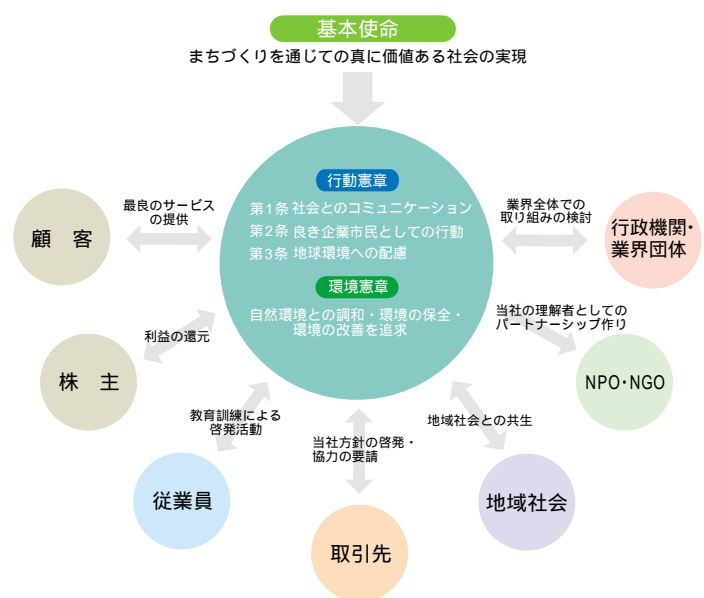 基本使命
まちづくりを通じての真に価値ある社会の実現
行動憲章
第1条 社会とのコミュニケーション
第2条 良き企業市民としての行動
第3条 地球環境への配慮
環境憲章
自然環境との調和・環境の保全・
環境の改善を追求
最良のサービス
の提供
顧　客
利益の還元
株　主
教育訓練による
啓発活動
従業員
当社方針の啓発・
協力の要請
取引先
地域社会との共生
地域社会
当社の理解者としての
パートナーシップ作り
NPO・NGO
業界全体での
取り組みの検討
行政機関・
業界団体